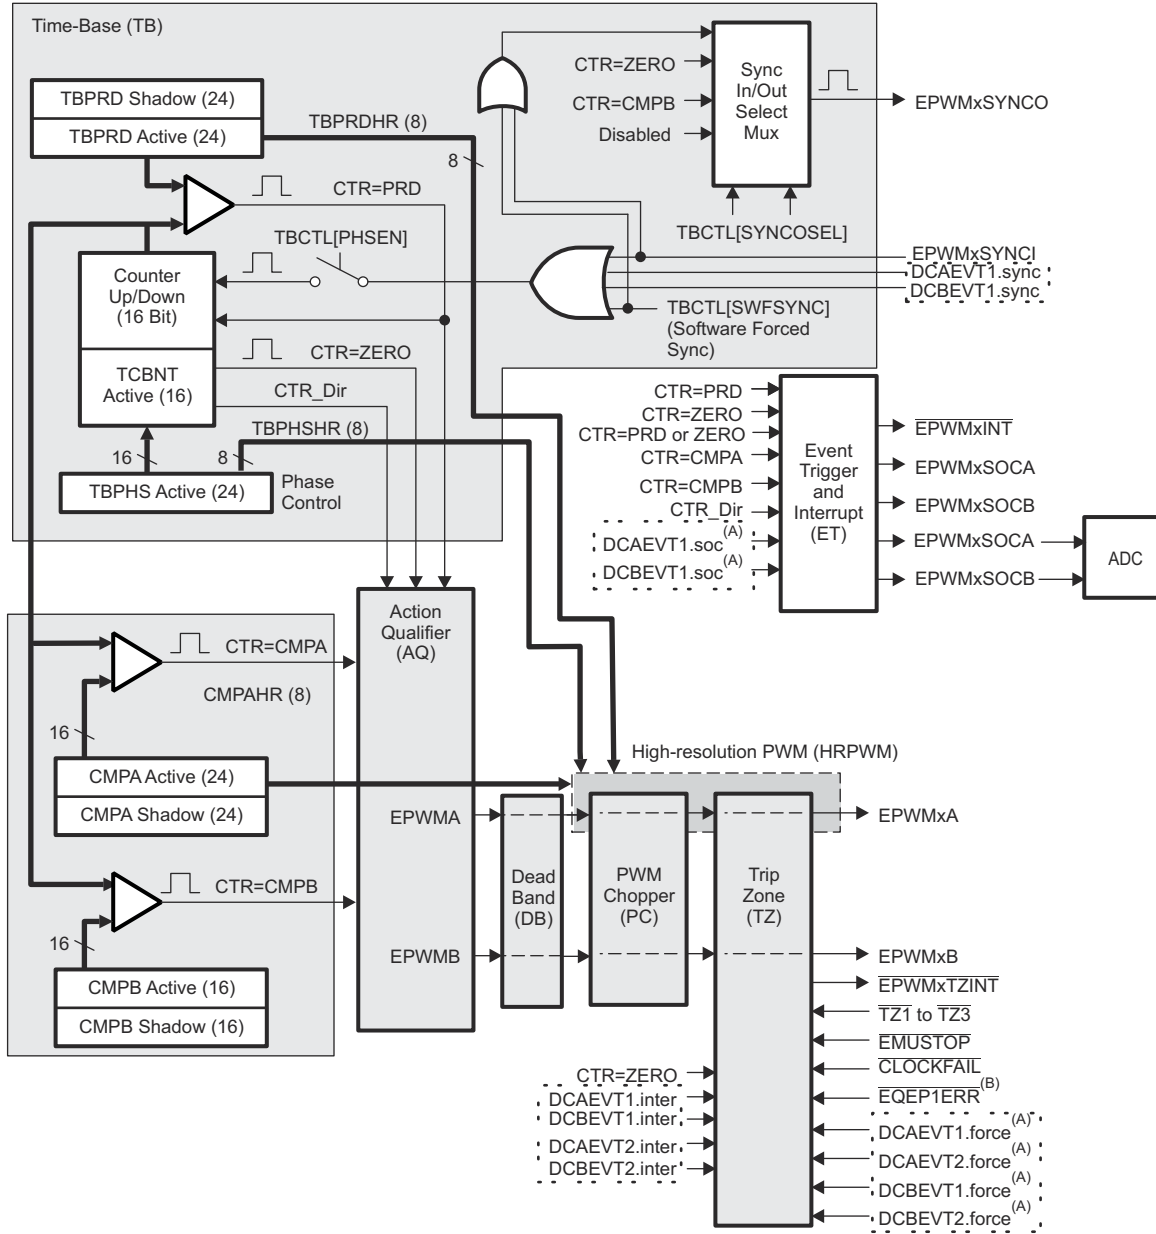 Time-Base (TB)
TBPRD Shadow (24)
TBPRD Active (24)
TBPRDHR (8)
8
CTR=PRD
TBCTL[PHSEN]
Counter
Up/Down
(16 Bit)
TCBNT
Active (16)
CTR=ZERO
CTR_Dir
TBPHSHR (8)
16
8
TBPHS Active (24)
Phase
Control
CTR=ZERO
CTR=CMPB
Disabled
Sync
In/Out
Select
Mux
EPWMxSYNCO
TBCTL[SYNCOSEL]
EPWMxSYNCI
DCAEVT1.sync
DCBEVT1.sync
TBCTL[SWFSYNC]
(Software Forced
Sync)
CTR=PRD
CTR=ZERO
CTR=PRD or ZERO
CTR=CMPA
CTR=CMPB
CTR_Dir
DCAEVT1.soc(A)
DCBEVT1.soc(A)
Event
Trigger
and
Interrupt
(ET)
EPWMxINT
EPWMxSOCA
EPWMxSOCB
EPWMxSOCA
EPWMxSOCB
ADC
Action
Qualifier
(AQ)
CTR=CMPA
CMPAHR (8)
16
CMPA Active (24)
CMPA Shadow (24)
CTR=CMPB
16
CMPB Active (16)
CMPB Shadow (16)
EPWMA
EPWMB
High-resolution PWM (HRPWM)
Dead
Band
(DB)
PWM
Chopper
(PC)
Trip
Zone
(TZ)
EPWMxA
EPWMxB
EPWMxTZINT
TZ1 to TZ3
EMUSTOP
CLOCKFAIL
EQEP1ERR(B)
DCAEVT1.force(A)
DCAEVT2.force(A)
DCBEVT1.force(A)
DCBEVT2.force(A)
CTR=ZERO
DCAEVT1.inter
DCBEVT1.inter
DCAEVT2.inter
DCBEVT2.inter